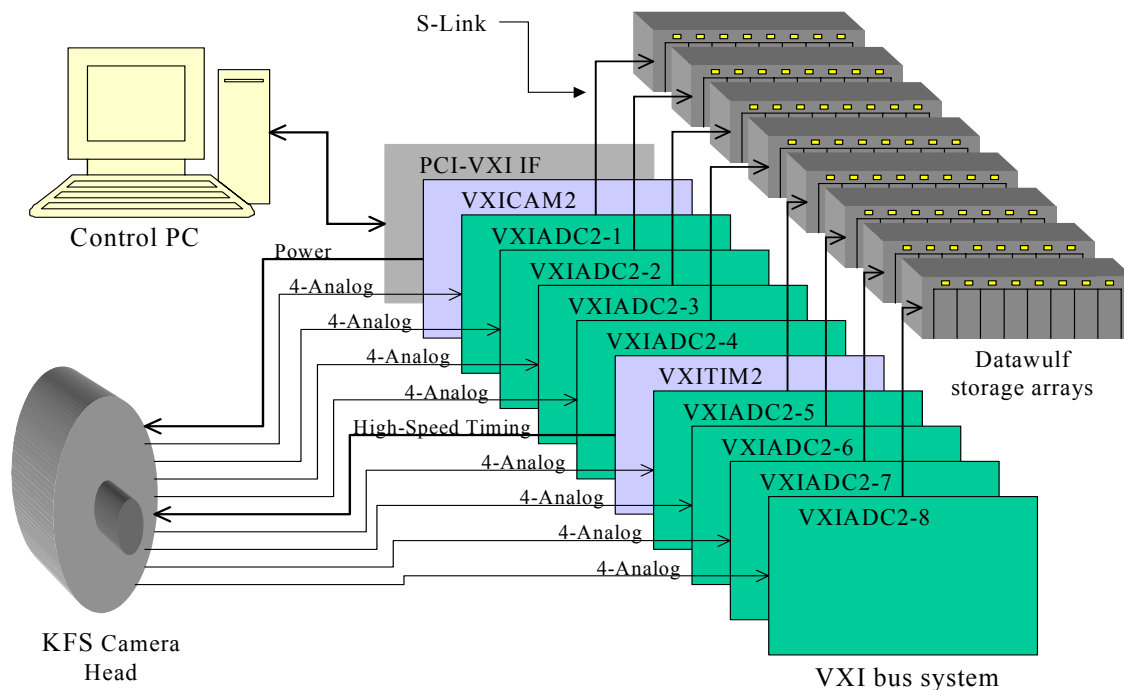 S-Link
PCI-VXI IF
VXICAM2
Control PC
VXIADC2-1
Power
VXIADC2-2
4-Analog
VXIADC2-3
4-Analog
VXIADC2-4
4-Analog
VXITIM2
Datawulf
storage arrays
4-Analog
VXIADC2-5
High-Speed Timing
VXIADC2-6
4-Analog
VXIADC2-7
4-Analog
VXIADC2-8
4-Analog
4-Analog
KFS Camera
Head
VXI bus system